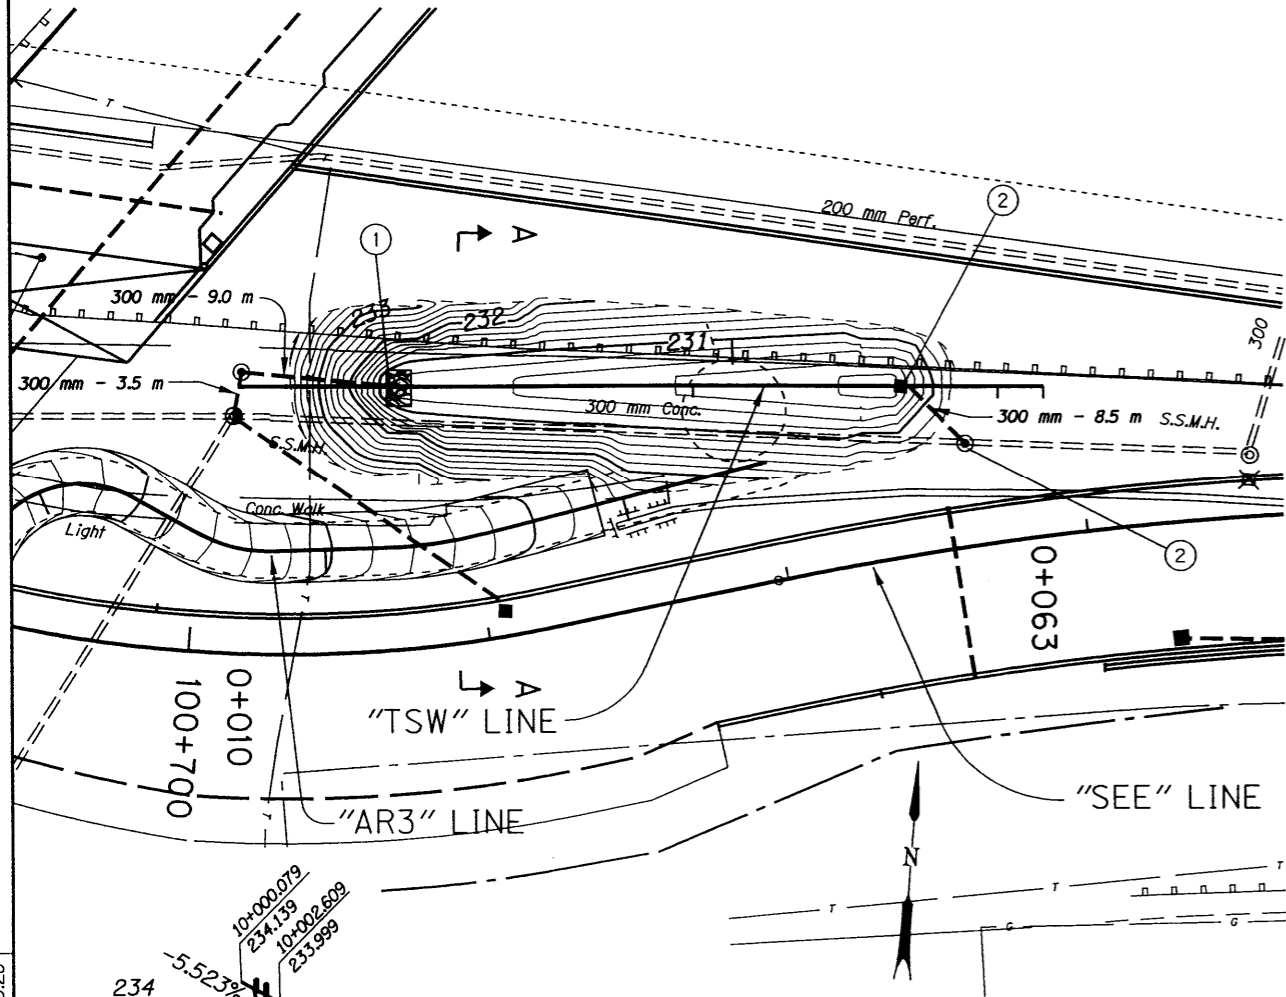 T
T
200 mm Perf.
2
1
A
300 mm - 9.0 m
233
232
231
300
300 mm - 3.5 m
300 mm Conc.
300 mm - 8.5 m
S.S.M.H.
S.S.M.H.
Conc. Walk
Light
2
0+063
T
0+010
100+700
A
"TSW" LINE
"SEE" LINE
"AR3" LINE
T
N
T
T
T
G
G
10+000.079
234.139
10+002.609
233.999
-5.523%
234